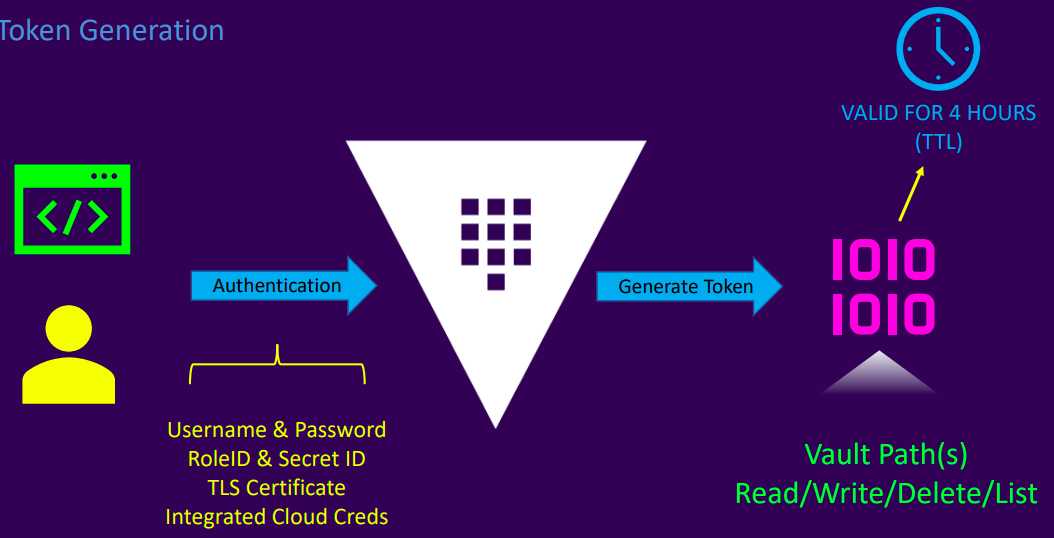 Token Generation
VALID FOR 4 HOURS
(TTL)
</>
Authentication
Generate Token
1010
1010
Username & Password
RoleID & Secret ID
TLS Certificate
Integrated Cloud Creds
Vault Path(s)
Read/Write/Delete/List